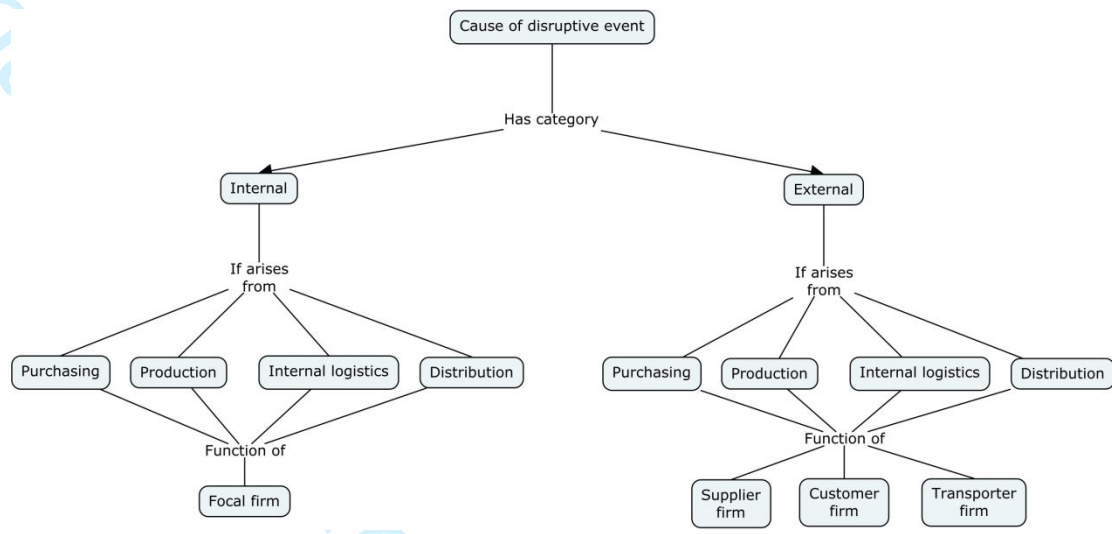 Cause of disruptive event
Has category
Internal
External
If arises
from
If arises
from
Purchasing
Production
Internal logistics
Distribution
Purchasing
Production
Internal logistics
Distribution
Function of
Function of
Focal firm
Supplier
firm
Customer
firm
Transporter
firm